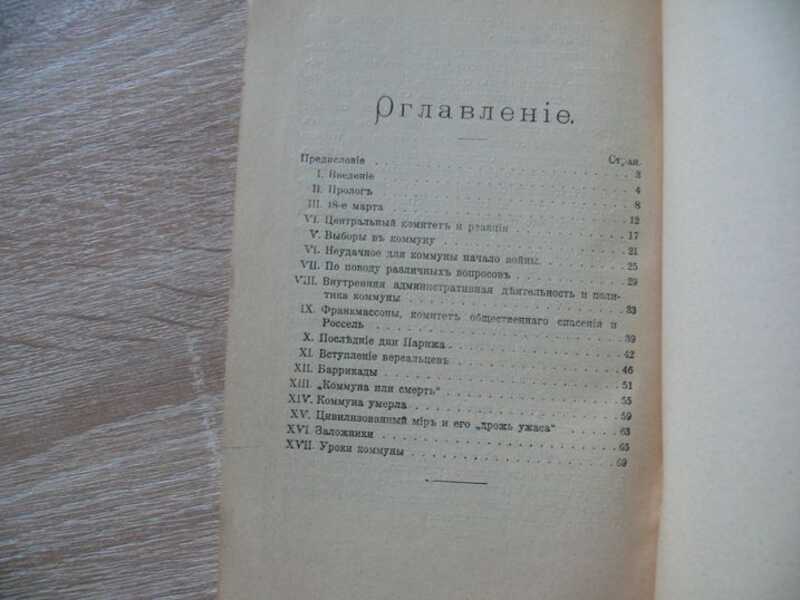 Оглавленіе.
Предисловіе . . . . Ст‚ан. 3
I. Введеніе . . . . 4
II. Прологъ . . . . 8
III. 18-е марта . . . . 12
VI. Центральный комитетъ и реакція . . . . 17
V. Выборы въ коммуну . . . . 21
VI. Неудачное для коммуны начало войны. . . . . 25
VII. По поводу различныхъ вопросовъ . . . . 29
VIII. Внутренняя административная дѣятельность и поли-
тика коммуны . . . . 33
IX. Франкмассоны, комитетъ общественнаго спасенія и
Россель . . . . 39
X. Послѣдніе дни Парижа . . . . 42
XI. Вступленіе версальцевъ . . . . 46
XII. Баррикады . . . . 51
XIII. „Коммуна или смерть“ . . . . 55
XIV. Коммуна умерла . . . . 59
XV. Цивилизованный міръ и его „дрожь ужаса“ . . . . 63
XVI. Заложники . . . . 65
XVII. Уроки коммуны . . . . 69